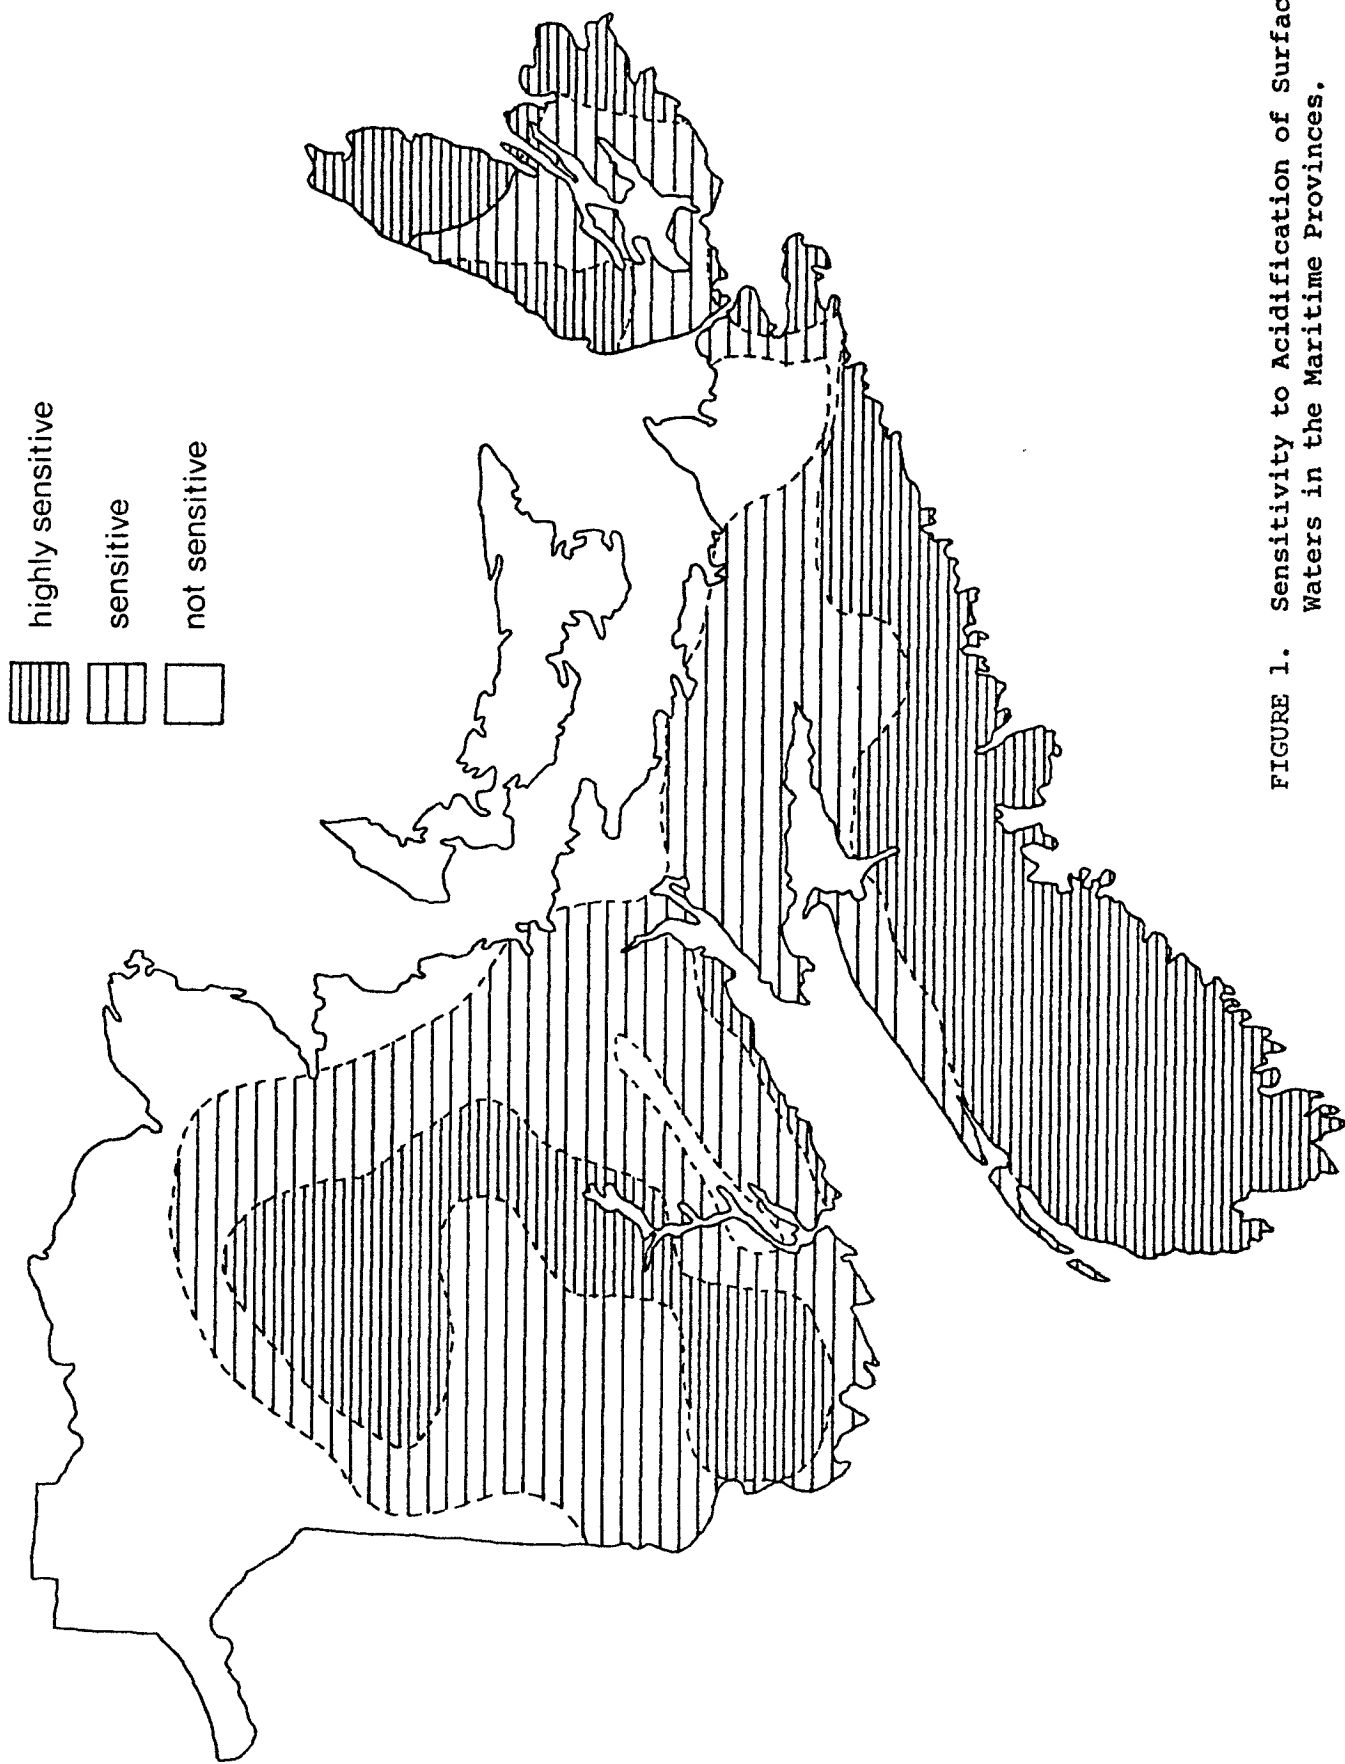 highly sensitive
sensitive
not sensitive
FIGURE 1. Sensitivity to Acidification of Surfac
Waters in the Maritime Provinces.